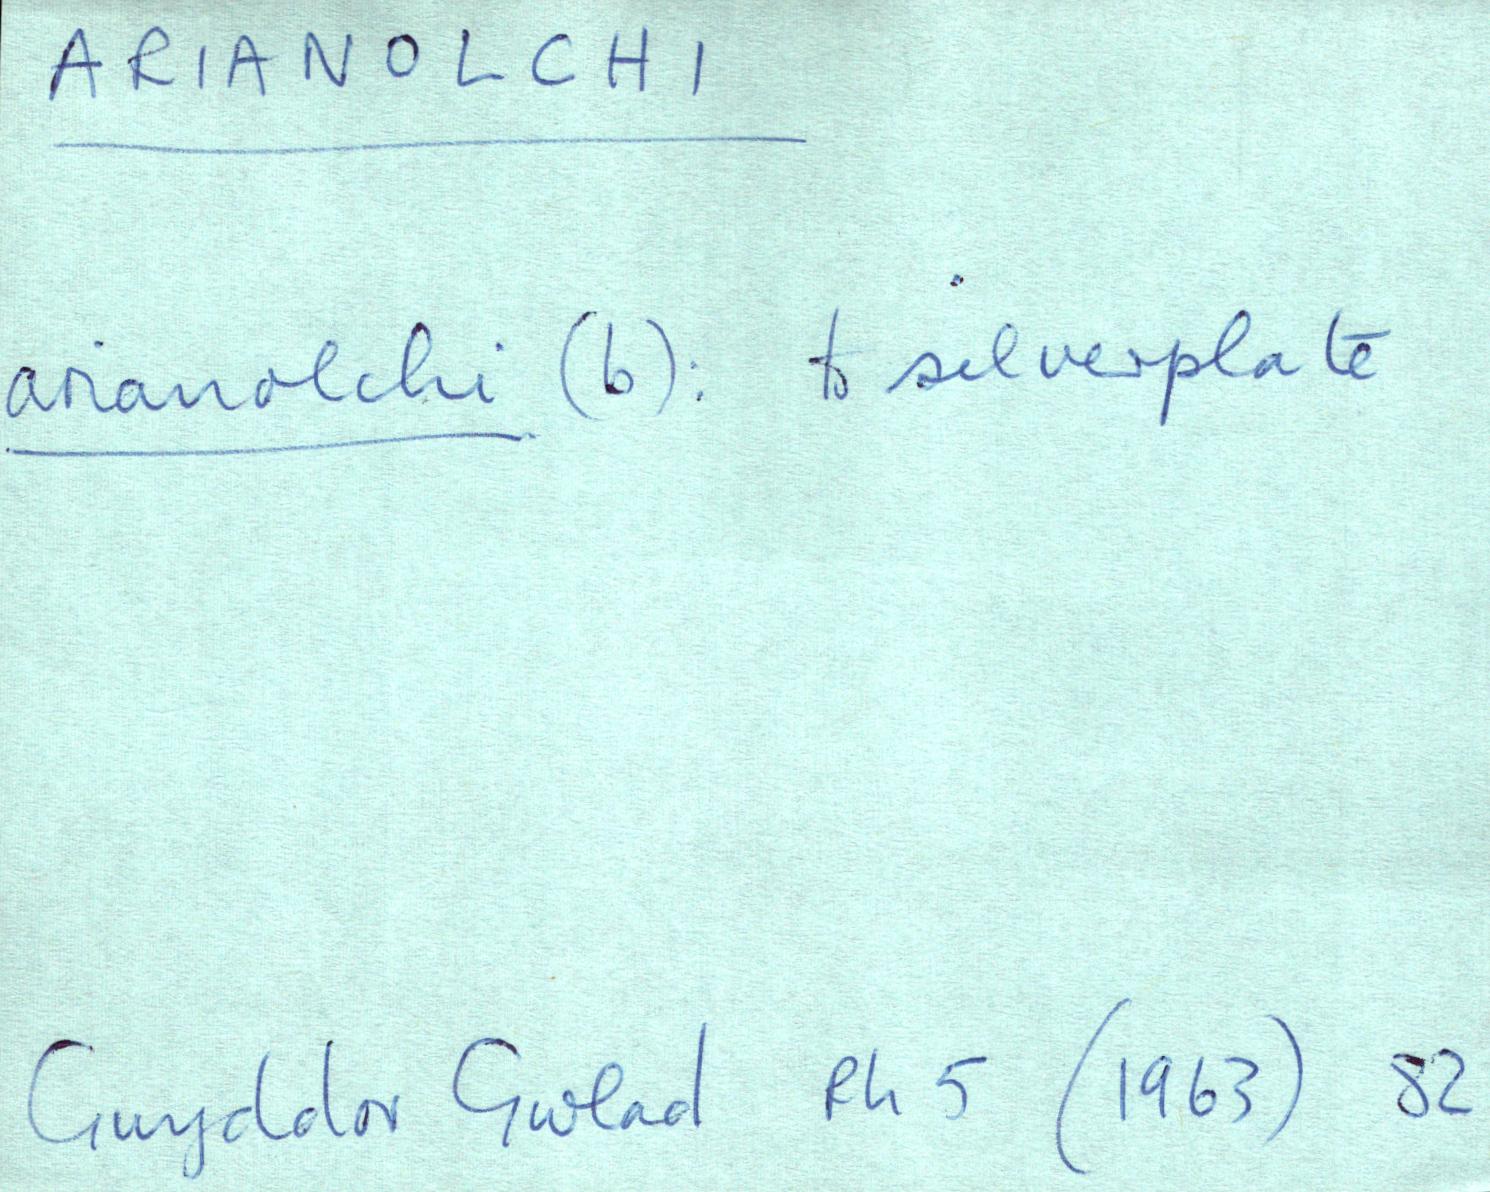 ARIANOLCHI
arianolchi (b): to silverplate
Gwyddor Gwlad Rh 5 (1963) 82